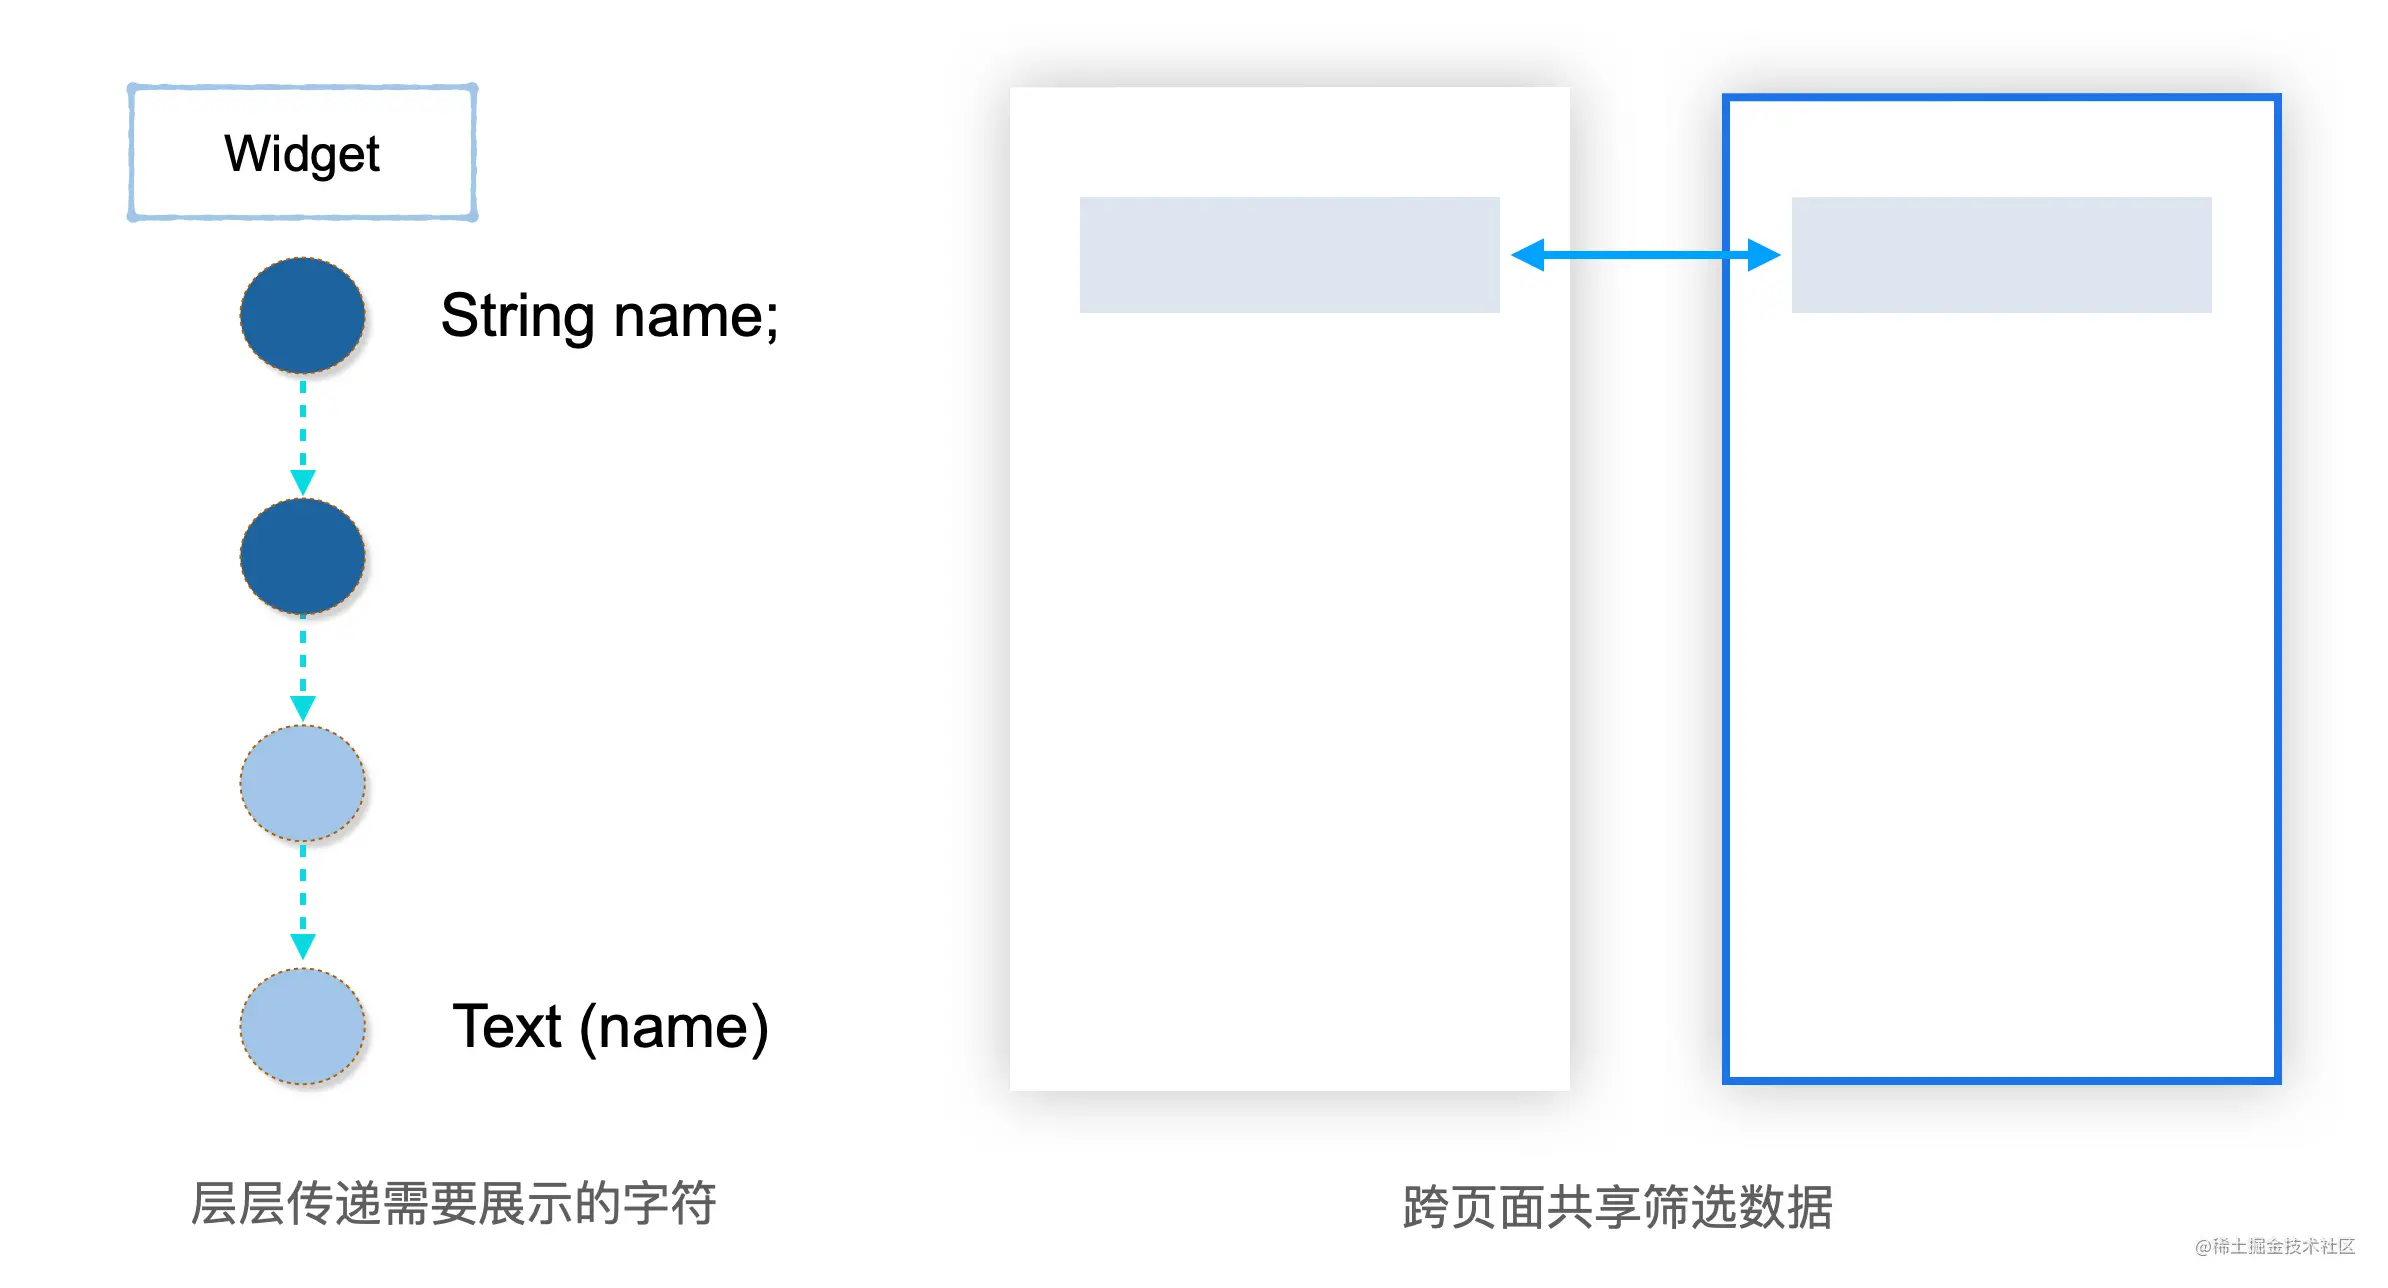 Widget
String name;
Text (name)
层层传递需要展示的字符
跨页面共享筛选数据
@稀土掘金技术社区